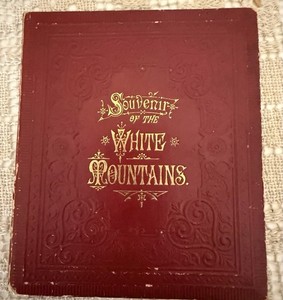 Souvenir
OF THE
WHITE
MOUNTAINS.